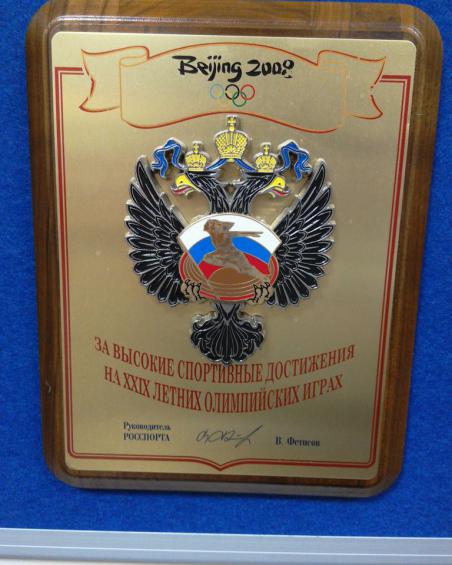 Beijing 2008
ЗА ВЫСОКИЕ СПОРТИВНЫЕ ДОСТИЖЕНИЯ
НА XXIX ЛЕТНИХ ОЛИМПИЙСКИХ ИГРАХ
Руководитель
РОССПОРТА
В. Фетисов